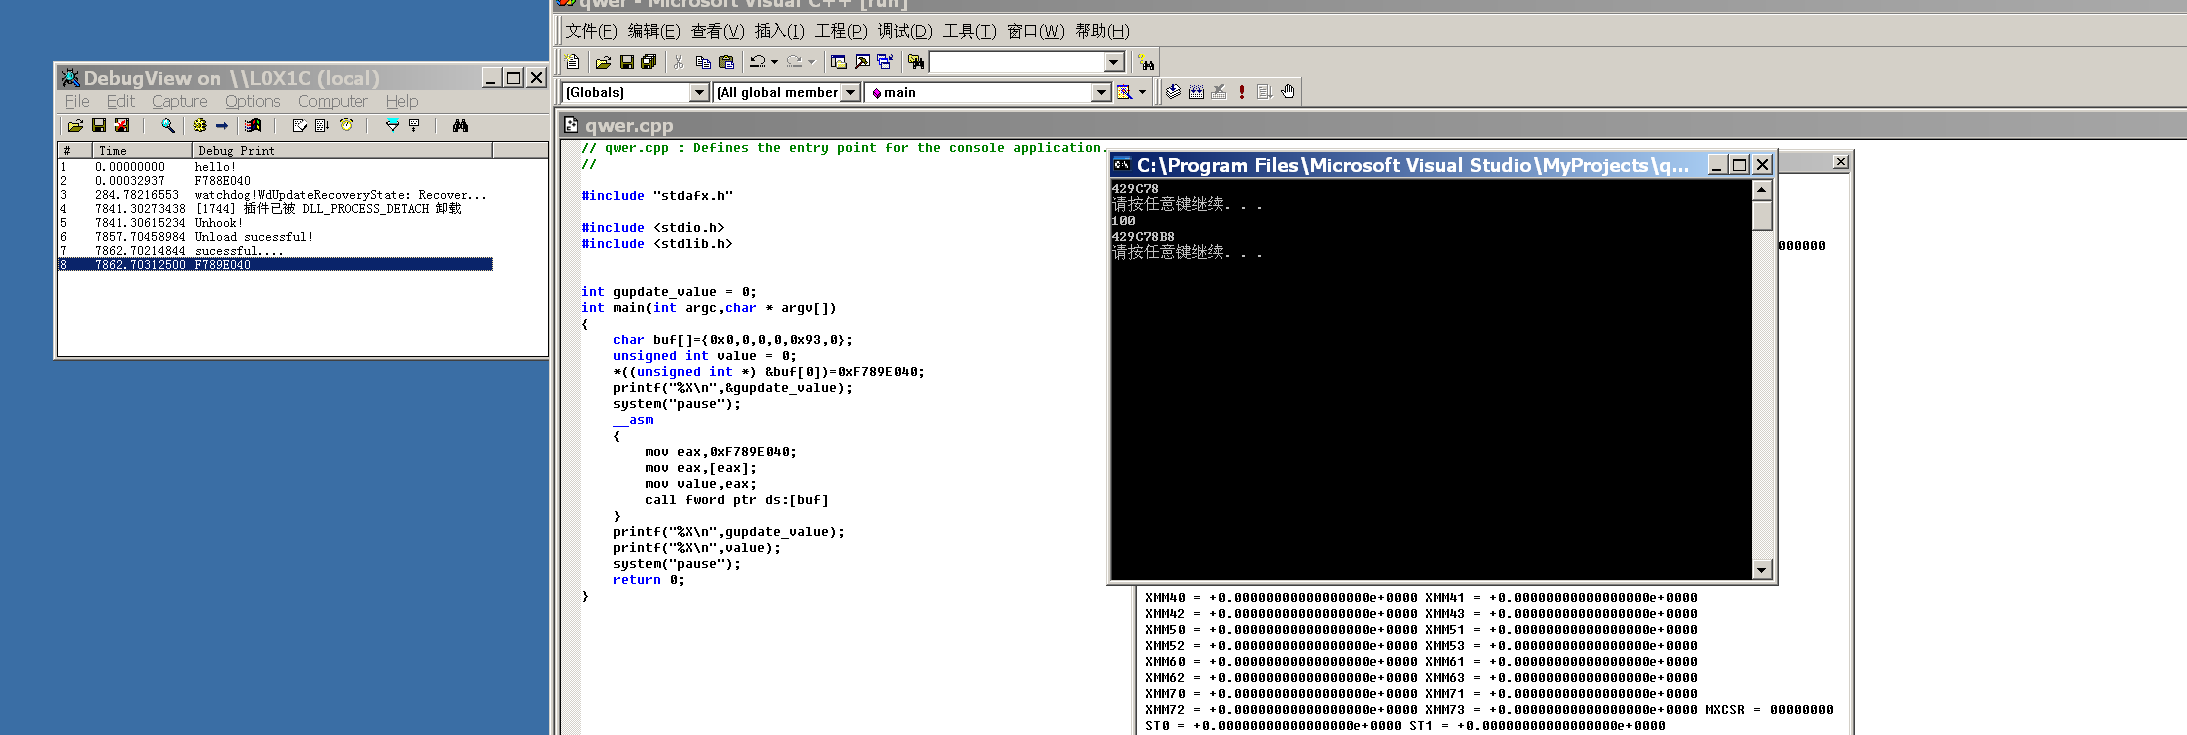 DebugView on \\L0X1C (local)
File Edit Capture Options Computer Help
# Time Debug Print
1 0.00000000 hello!
2 0.00032937 F788E040
3 284.78216553 watchdog!WdUpdateRecoveryState: Recover...
4 7841.30273438 [1744] 插件已被 DLL_PROCESS_DETACH 卸载
5 7841.30615234 Unhook!
6 7857.70458984 Unload sucessful!
7 7862.70214844 sucessful....
8 7862.70312500 F789E040
qwer - Microsoft Visual C++ [run]
文件(F) 编辑(E) 查看(V) 插入(I) 工程(P) 调试(D) 工具(T) 窗口(W) 帮助(H)
(Globals) (All global member main
qwer.cpp
// qwer.cpp : Defines the entry point for the console application.
//
#include "stdafx.h"
#include <stdio.h>
#include <stdlib.h>
int gupdate_value = 0;
int main(int argc,char * argv[])
{
char buf[]={0x0,0,0,0,0x93,0};
unsigned int value = 0;
*((unsigned int *) &buf[0])=0xF789E040;
printf("%X\n",&gupdate_value);
system("pause");
__asm
{
mov eax,0xF789E040;
mov eax,[eax];
mov value,eax;
call fword ptr ds:[buf]
}
printf("%X\n",gupdate_value);
printf("%X\n",value);
system("pause");
return 0;
}
C:\Program Files\Microsoft Visual Studio\MyProjects\q...
429C78
请按任意键继续. . .
100
429C78B8
请按任意键继续. . .
000000
XMM40 = +0.00000000000000000e+0000 XMM41 = +0.00000000000000000e+0000
XMM42 = +0.00000000000000000e+0000 XMM43 = +0.00000000000000000e+0000
XMM50 = +0.00000000000000000e+0000 XMM51 = +0.00000000000000000e+0000
XMM52 = +0.00000000000000000e+0000 XMM53 = +0.00000000000000000e+0000
XMM60 = +0.00000000000000000e+0000 XMM61 = +0.00000000000000000e+0000
XMM62 = +0.00000000000000000e+0000 XMM63 = +0.00000000000000000e+0000
XMM70 = +0.00000000000000000e+0000 XMM71 = +0.00000000000000000e+0000
XMM72 = +0.00000000000000000e+0000 XMM73 = +0.00000000000000000e+0000 MXCSR = 00000000
ST0 = +0.00000000000000000e+0000 ST1 = +0.00000000000000000e+0000